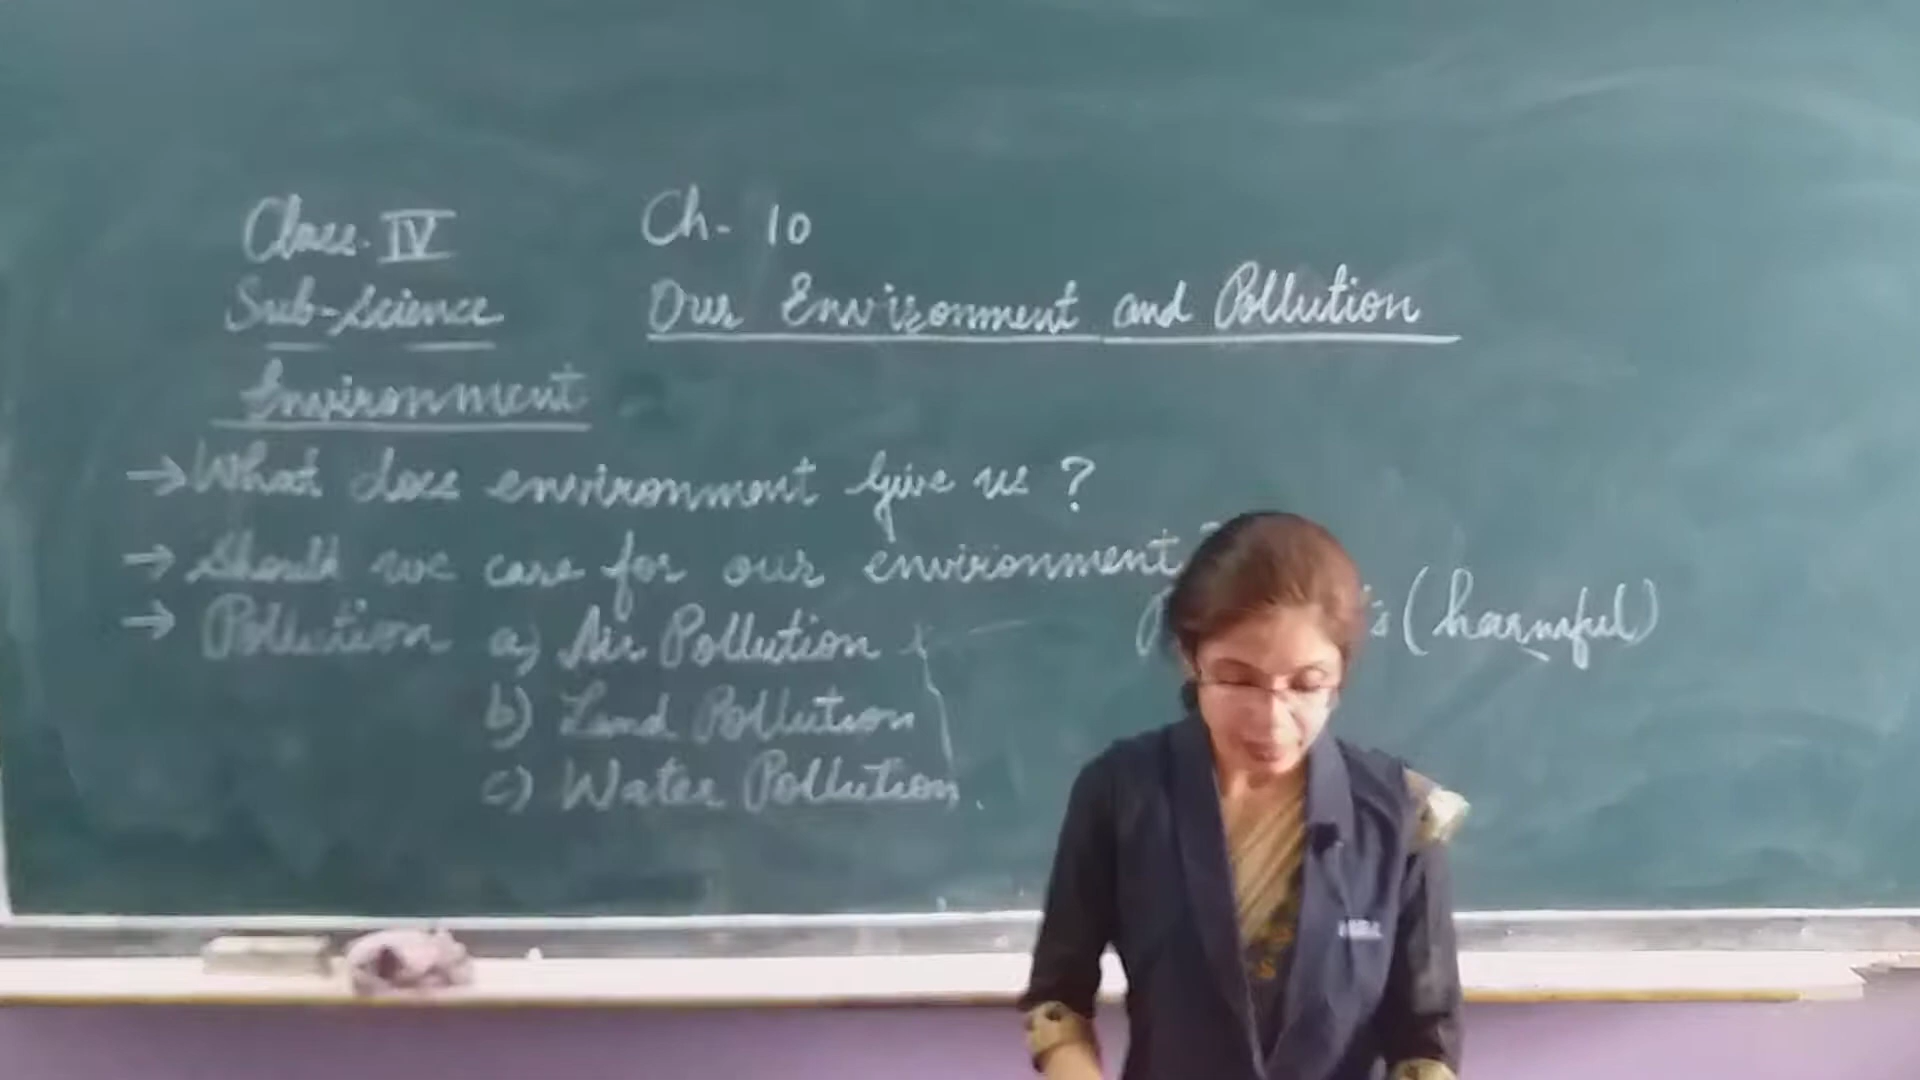 Class-IV
Sub-Science
Ch- 10
Our Environment and Pollution
Environment
→ What does environment give us ?
→ Should we care for our environment
→ Pollution a) Air Pollution
(harmful)
b) Land Pollution
c) Water Pollution.